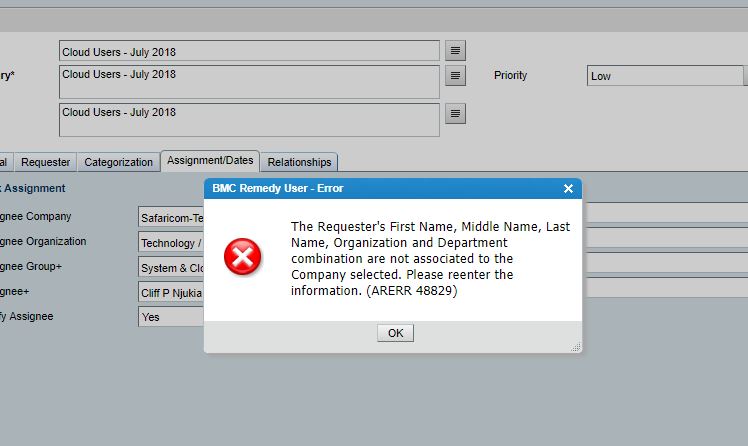 Cloud Users - July 2018
ry*
Cloud Users - July 2018
Priority
Low
Cloud Users - July 2018
al
Requester
Categorization
Assignment/Dates
Relationships
k Assignment
BMC Remedy User - Error
gnee Company
Safaricom-Te
gnee Organization
Technology /
gnee Group+
System & Clo
gnee+
Cliff P Njukia
fy Assignee
Yes
The Requester's First Name, Middle Name, Last
Name, Organization and Department
combination are not associated to the
Company selected. Please reenter the
information. (ARERR 48829)
OK